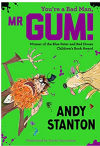 You're a Bad Man,
MR
GUM!
Winner of the Blue Peter and Red House
Children's Book Award
ANDY
STANTON